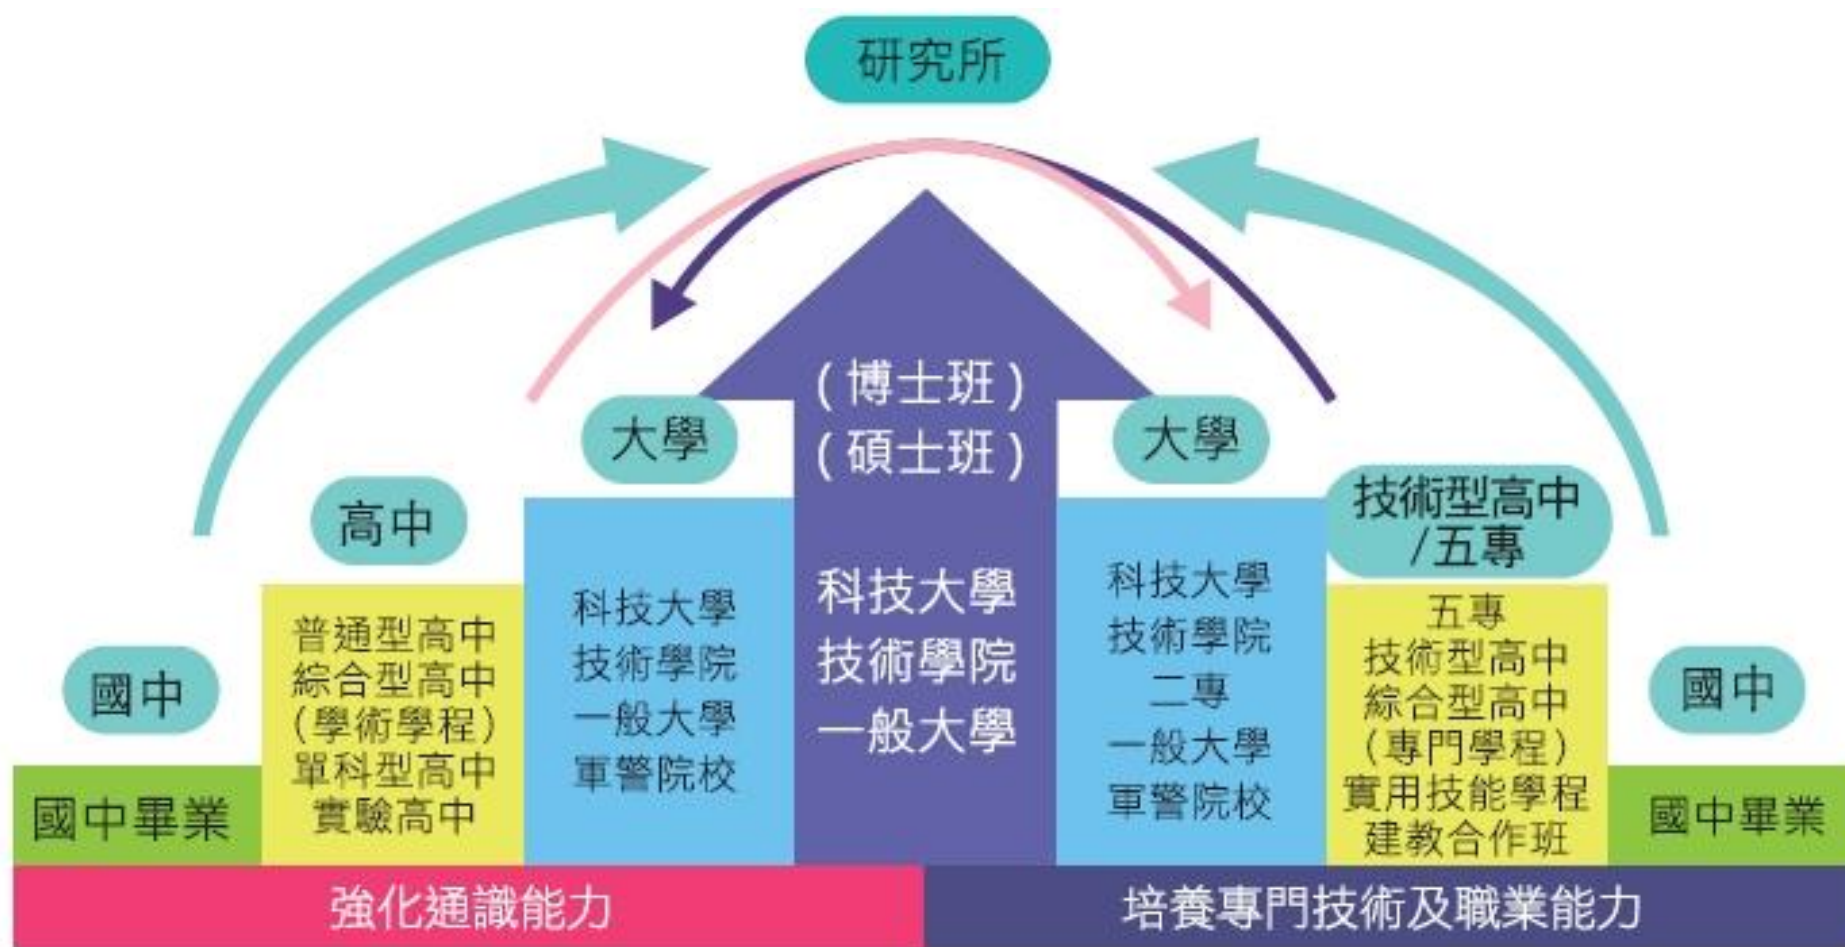 研究所
大學
大學
(博士班)
(碩士班)
科技大學
技術學院
一般大學
高中
技術型高中
/五專
國中
國中
國中畢業
普通型高中
綜合型高中
(學術學程)
單科型高中
實驗高中
科技大學
技術學院
一般大學
軍警院校
科技大學
技術學院
二專
一般大學
軍警院校
五專
技術型高中
綜合型高中
(專門學程)
實用技能學程
建教合作班
國中畢業
強化通識能力
培養專門技術及職業能力